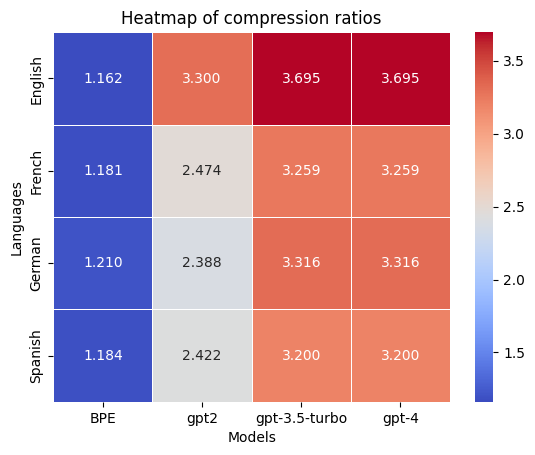 Heatmap of compression ratios
Languages
English 1.162 3.300 3.695 3.695
French 1.181 2.474 3.259 3.259
German 1.210 2.388 3.316 3.316
Spanish 1.184 2.422 3.200 3.200
BPE gpt2 gpt-3.5-turbo gpt-4
Models
3.5
3.0
2.5
2.0
1.5